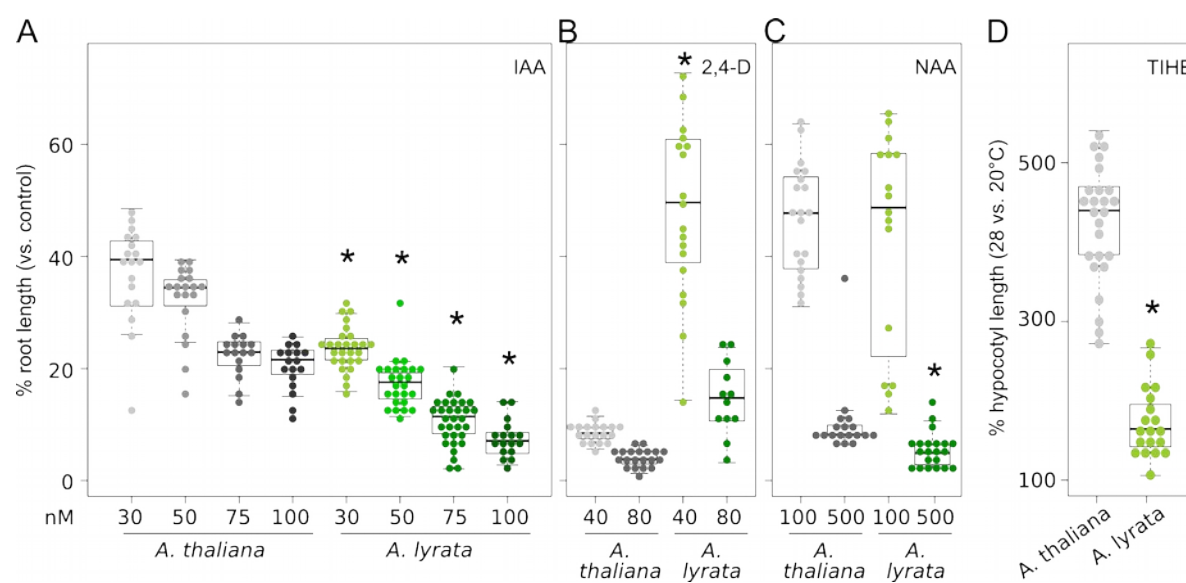 A
B
C
D
IAA
2,4-D
NAA
TIHE
% root length (vs. control)
60
40
20
0
% hypocotyl length (28 vs. 20°C)
500
300
100
*
*
*
*
*
*
*
nM
30 50 75 100 30 50 75 100
40 80 40 80
100 500 100 500
A. thaliana
A. lyrata
A. thaliana
A. lyrata
A. thaliana
A. lyrata
A. thaliana
A. lyrata